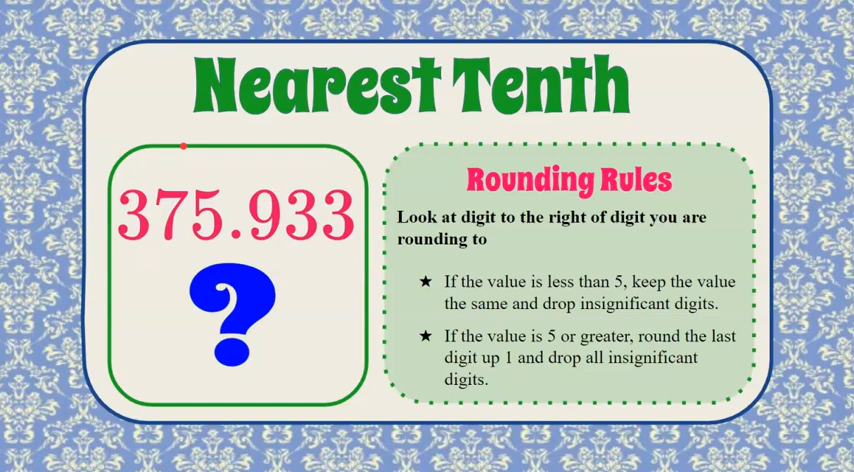 Nearest Tenth
375.933
?
Rounding Rules
Look at digit to the right of digit you are
rounding to
★ If the value is less than 5, keep the value
the same and drop insignificant digits.
★ If the value is 5 or greater, round the last
digit up 1 and drop all insignificant
digits.